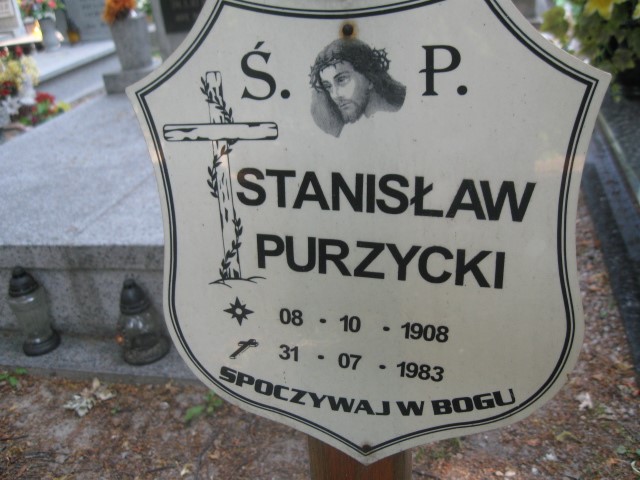 Ś. P.
STANISŁAW
PURZYCKI
08 · 10 · 1908
31 · 07 · 1983
SPOCZYWAJ W BOGU